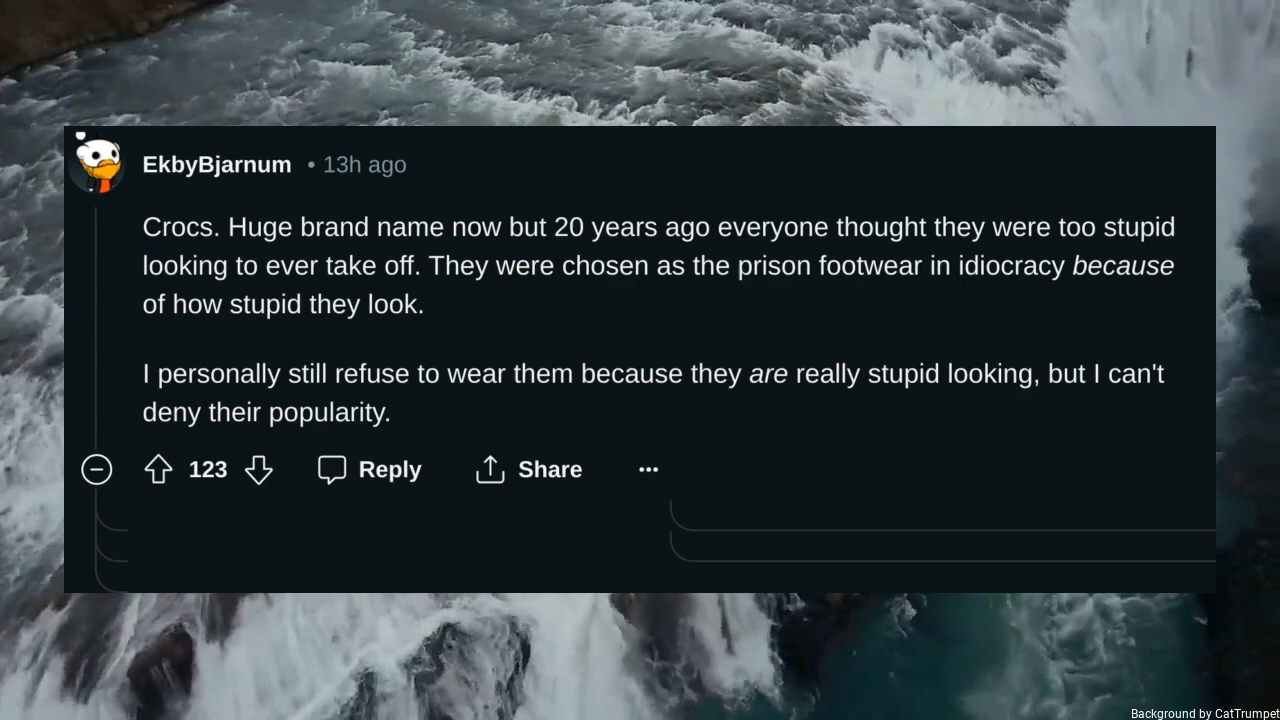 EkbyBjarnum • 13h ago
Crocs. Huge brand name now but 20 years ago everyone thought they were too stupid
looking to ever take off. They were chosen as the prison footwear in idiocracy because
of how stupid they look.
I personally still refuse to wear them because they are really stupid looking, but I can't
deny their popularity.
123 Reply Share ...
Background by CatTrumpet